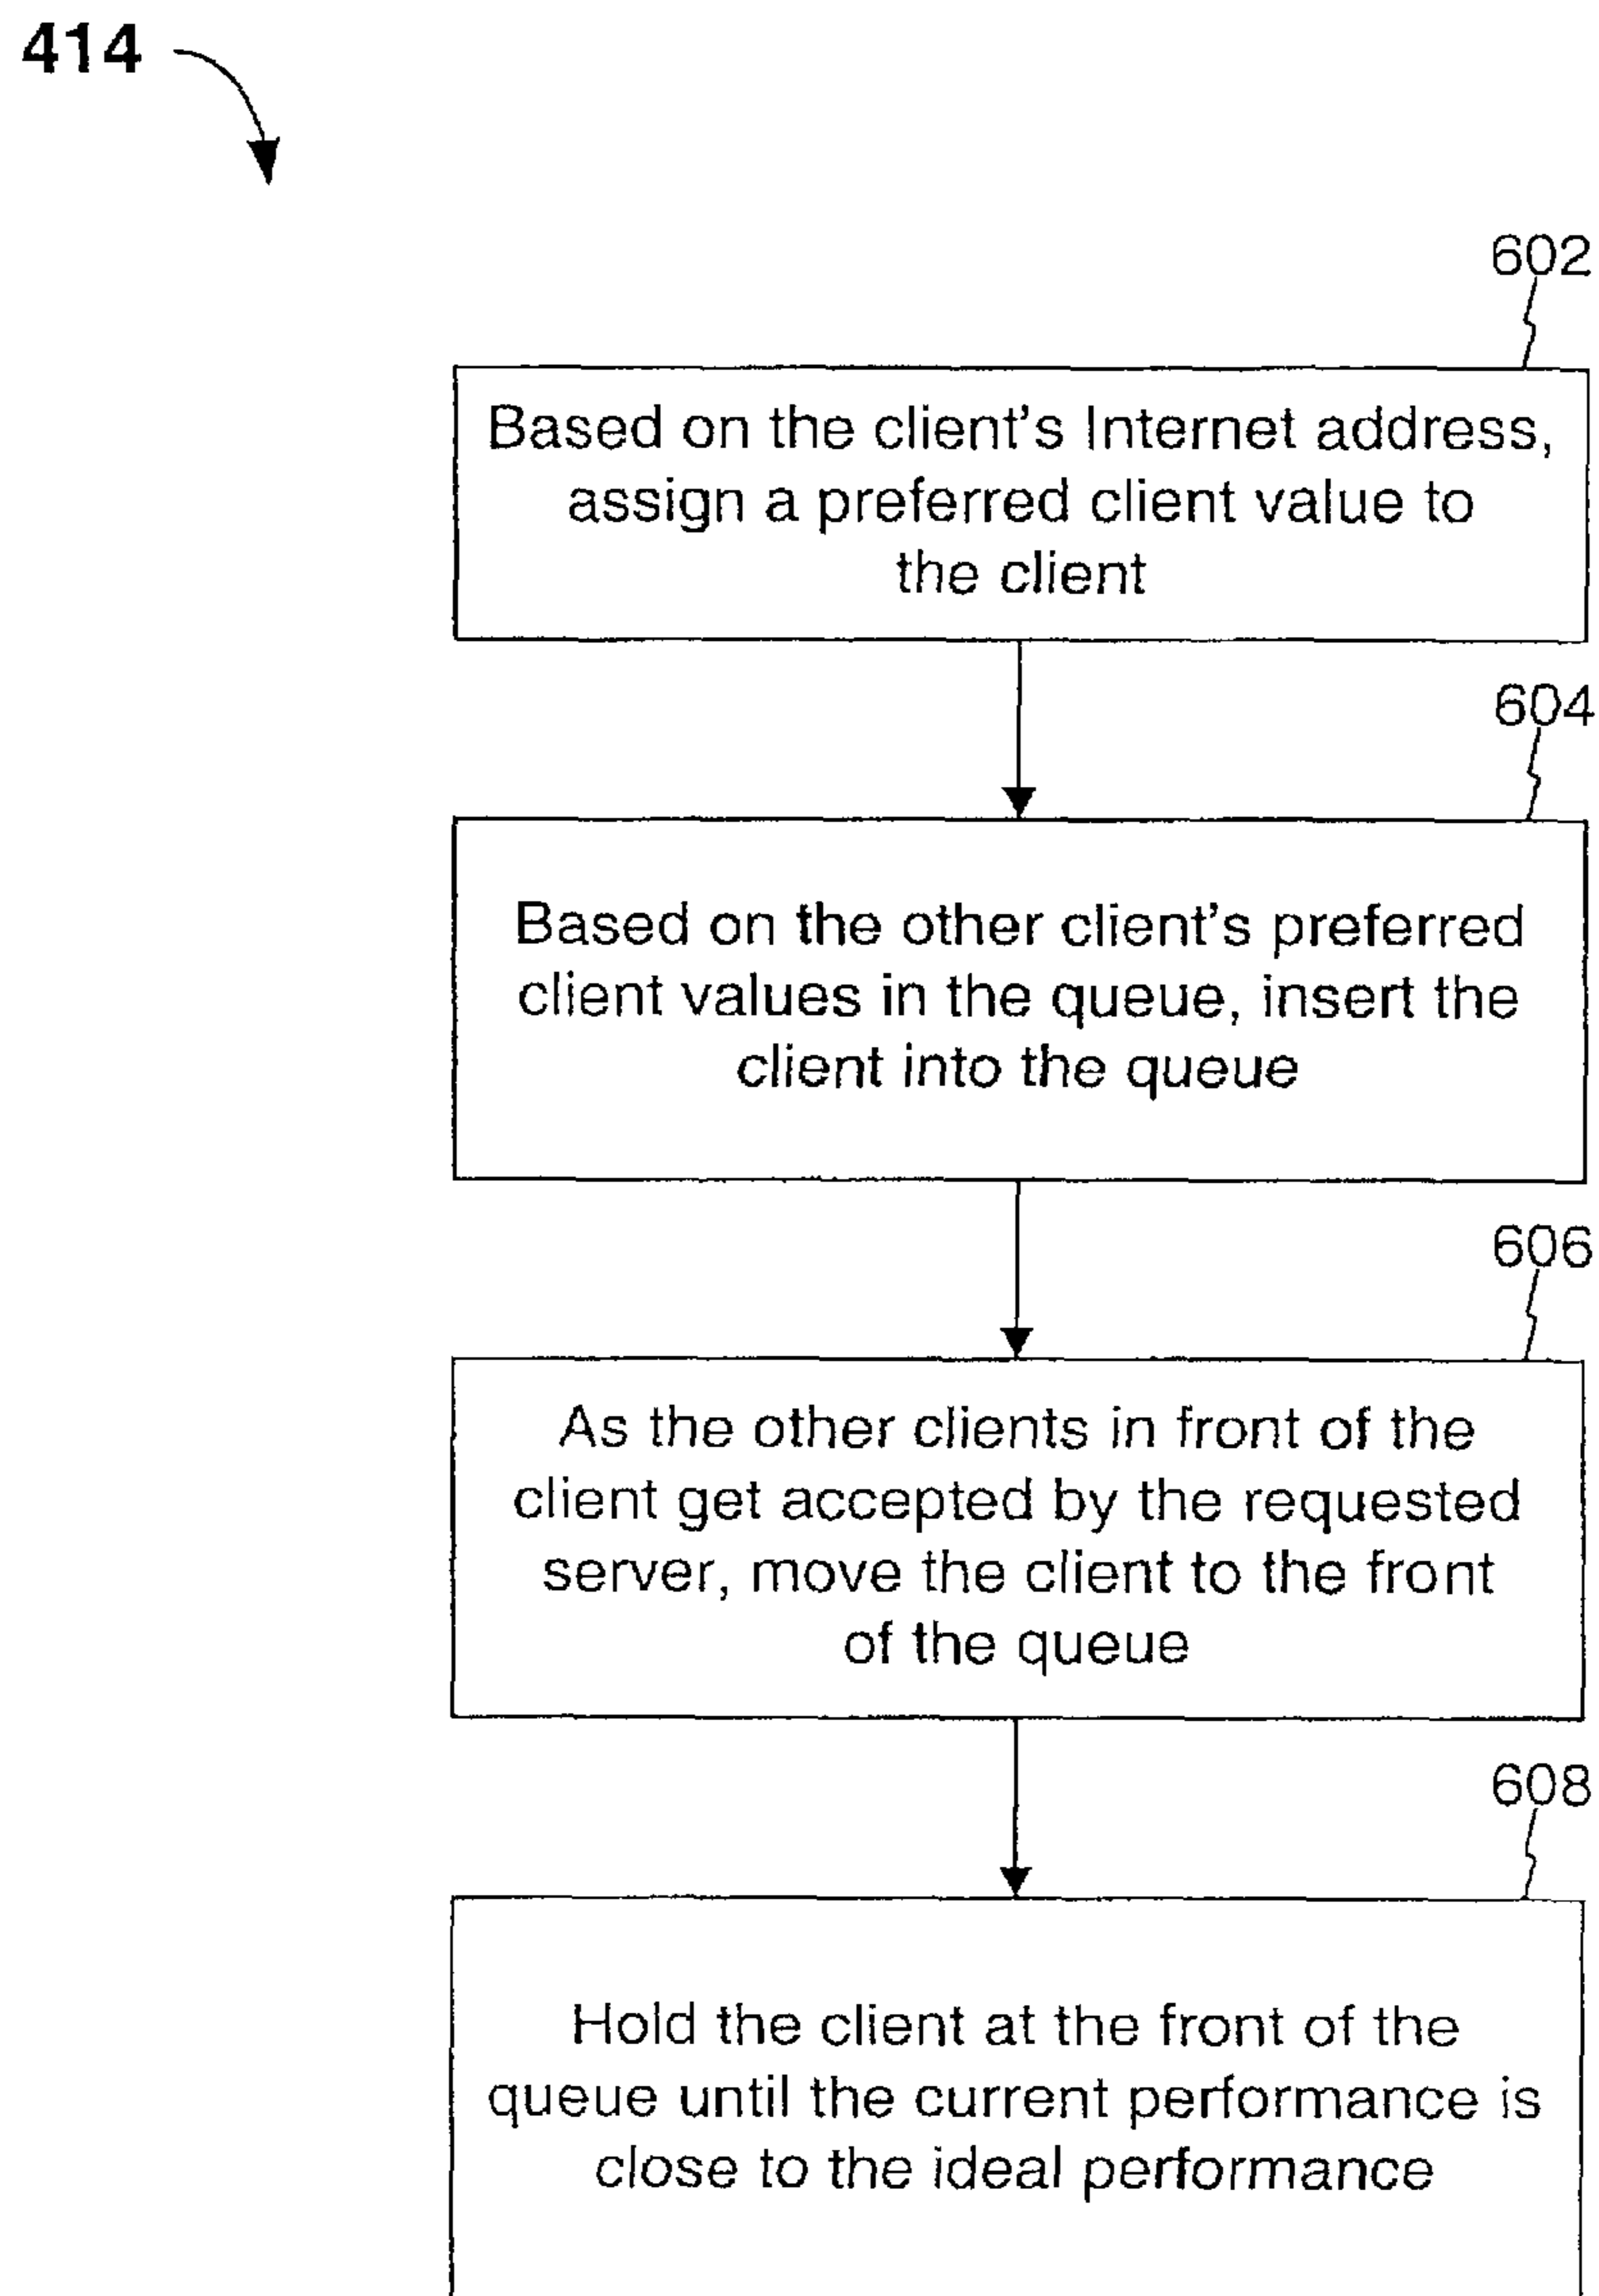 414
602
Based on the client's Internet address,
assign a preferred client value to
the client
604
Based on the other client's preferred
client values in the queue, insert the
client into the queue
606
As the other clients in front of the
client get accepted by the requested
server, move the client to the front
of the queue
608
Hold the client at the front of the
queue until the current performance is
close to the ideal performance